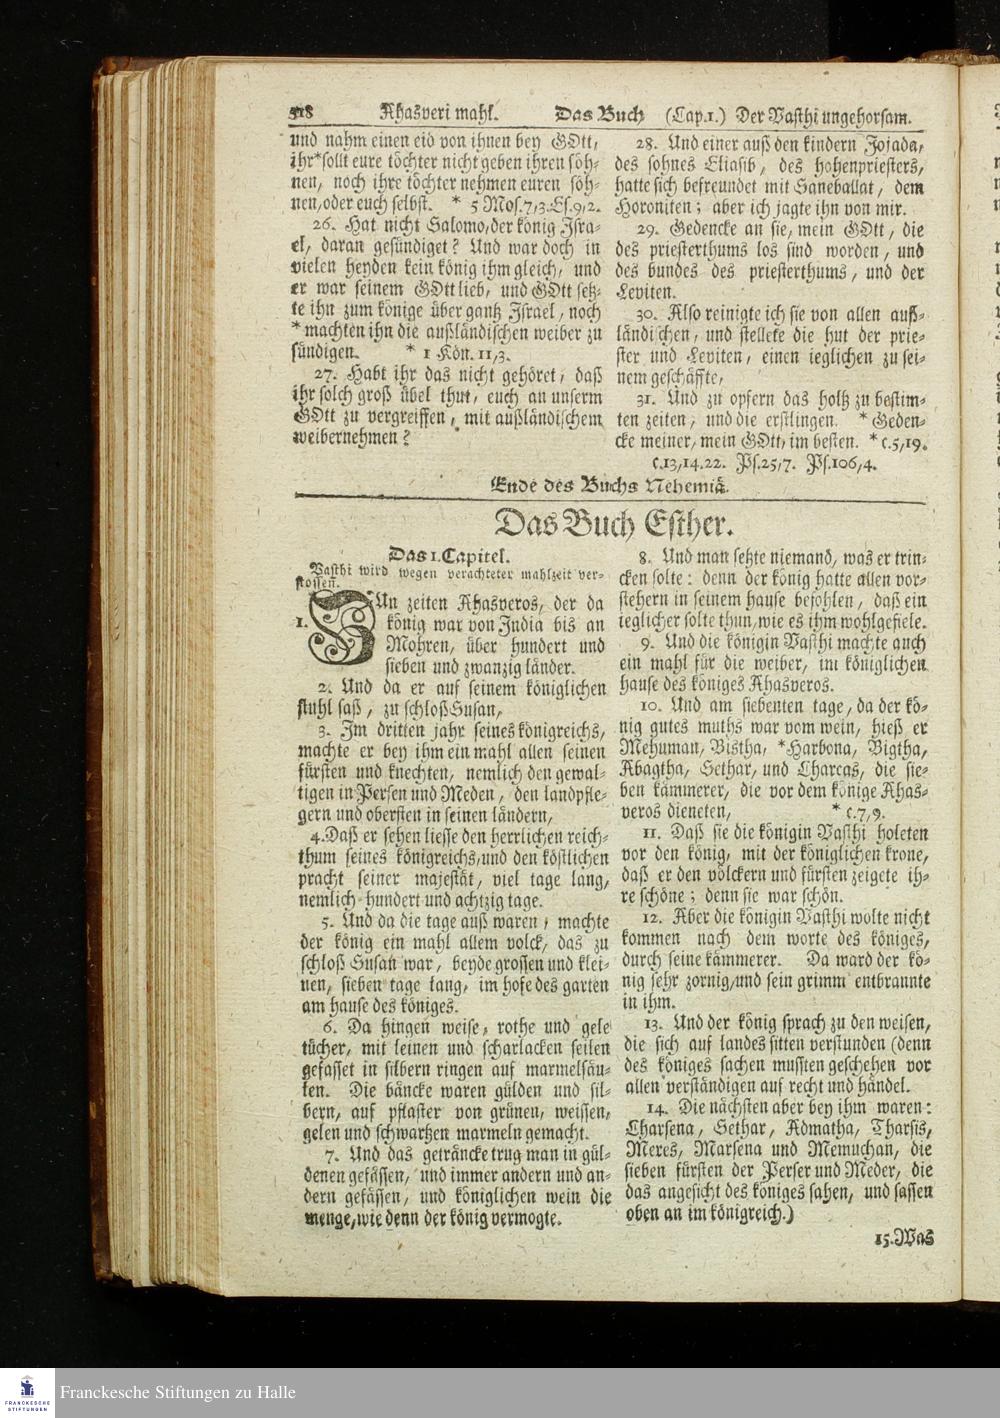 518 Ahasveri mahl. Das Buch (Cap.1.) Der Vasthi ungehorsam.
und nahm einen eid von ihnen bey GOtt,
ihr*sollt eure töchter nicht geben ihren söh-
nen, noch ihre töchter nehmen euren söh-
nen, oder euch selbst. * 5 Mos.7,3. Es.9,2.
26. Hat nicht Salomo, der könig Isra-
el, daran gesündiget? Und war doch in
vielen heyden kein könig ihm gleich, und
er war seinem GOtt lieb, und GOtt setz-
te ihn zum könige über gantz Israel, noch
*machten ihn die außländischen weiber zu
sündigen. * 1 Kön. 11,3.
27. Habt ihr das nicht gehöret, daß
ihr solch groß übel thut, euch an unserm
GOtt zu vergreiffen, mit außländischem
weibernehmen?
28. Und einer auß den kindern Jojada,
des sohnes Eliasib, des hohenpriesters,
hatte sich befreundet mit Saneballat, dem
Horoniten; aber ich jagte ihn von mir.
29. Gedencke an sie, mein GOtt, die
des priesterthums los sind worden, und
des bundes des priesterthums, und der
Leviten.
30. Also reinigte ich sie von allen auß-
ländischen, und stellete die hut der prie-
ster und Leviten, einen ieglichen zu sei-
nem geschäffte,
31. Und zu opfern das holtz zu bestim-
ten zeiten, und die erstlingen. * Geden-
cke meiner, mein GOtt, im besten. * c.5,19.
c.13,14.22. Ps.25,7. Ps.106,4.
Ende des Buchs Nehemiä.
Das Buch Esther.
Das 1. Capitel.
Vasthi wird wegen verachteter mahlzeit ver-
stossen.
1. Zun zeiten Ahasveros, der da
könig war von India bis an
Mohren, über hundert und
sieben und zwanzig länder.
2. Und da er auf seinem königlichen
stuhl saß, zu schloß Susan,
3. Im dritten jahr seines königreichs,
machte er bey ihm ein mahl allen seinen
fürsten und knechten, nemlich den gewal-
tigen in Persen und Meden, den landpfle-
gern und obersten in seinen ländern,
4. Daß er sehen liesse den herrlichen reich-
thum seines königreichs, und den köstlichen
pracht seiner majestät, viel tage lang,
nemlich hundert und achtzig tage.
5. Und da die tage auß waren, machte
der könig ein mahl allem volck, das zu
schloß Susan war, beyde grossen und klei-
nen, sieben tage lang, im hofe des garten
am hause des königes.
6. Da hingen weise, rothe und gele
tücher, mit leinen und scharlacken seilen
gefasset in silbern ringen auf marmelsäu-
len. Die bäncke waren gülden und sil-
bern, auf pflaster von grünen, weissen,
gelen und schwartzen marmeln gemacht.
7. Und das geträncke trug man in gül-
denen gefässen, und immer andern und an-
dern gefässen, und königlichen wein die
menge, wie denn der könig vermogte.
8. Und man setzte niemand, was er trin-
cken solte: denn der könig hatte allen vor-
stehern in seinem hause befohlen, daß ein
ieglicher solte thun, wie es ihm wohlgefiele.
9. Und die königin Vasthi machte auch
ein mahl für die weiber, im königlichen
hause des königes Ahasveros.
10. Und am siebenten tage, da der kö-
nig gutes muths war vom wein, hieß er
Mehuman, Bistha, *Harbona, Bigtha,
Abagtha, Sethar, und Charcas, die sie-
ben kämmerer, die vor dem könige Ahas-
veros dieneten, * c.7,9.
11. Daß sie die königin Vasthi holeten
vor den könig, mit der königlichen krone,
daß er den völckern und fürsten zeigete ih-
re schöne; denn sie war schön.
12. Aber die königin Vasthi wolte nicht
kommen nach dem worte des königes,
durch seine kämmerer. Da ward der kö-
nig sehr zornig, und sein grimm entbrannte
in ihm.
13. Und der könig sprach zu den weisen,
die sich auf landes sitten verstunden (denn
des königes sachen mussten geschehen vor
allen verständigen auf recht und händel.
14. Die nächsten aber bey ihm waren:
Charsena, Sethar, Admatha, Tharsis,
Meres, Marsena und Memuchan, die
sieben fürsten der Perser und Meder, die
das angesicht des königes sahen, und sassen
oben an im königreich.)
15. Was
FRANCKESCHE
STIFTUNGEN
Franckesche Stiftungen zu Halle